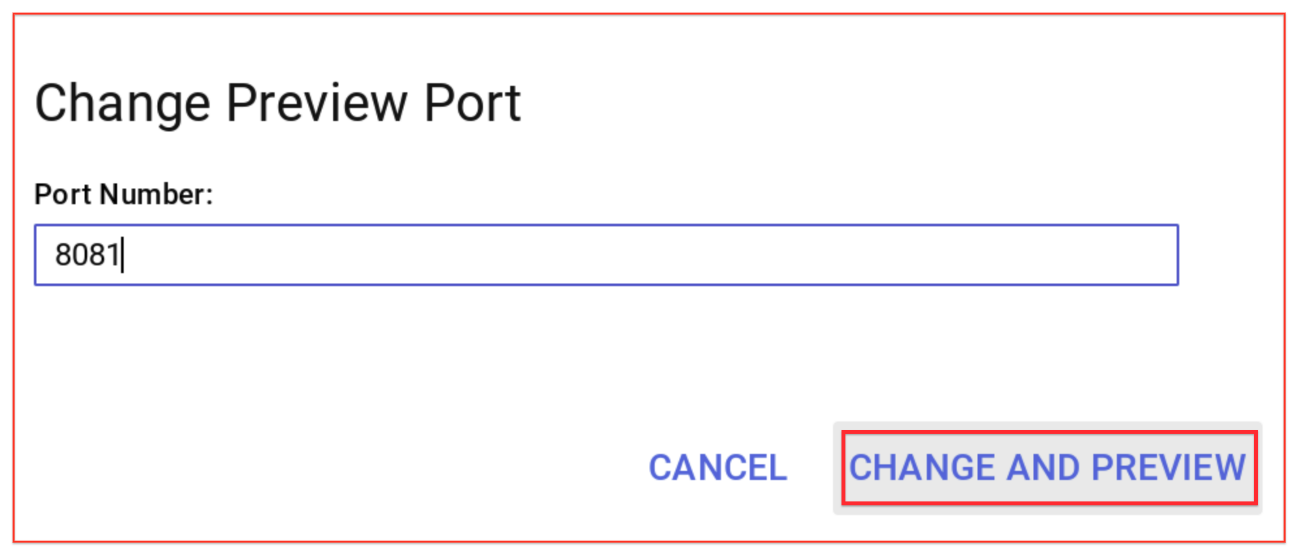 Change Preview Port
Port Number:
8081
CANCEL CHANGE AND PREVIEW